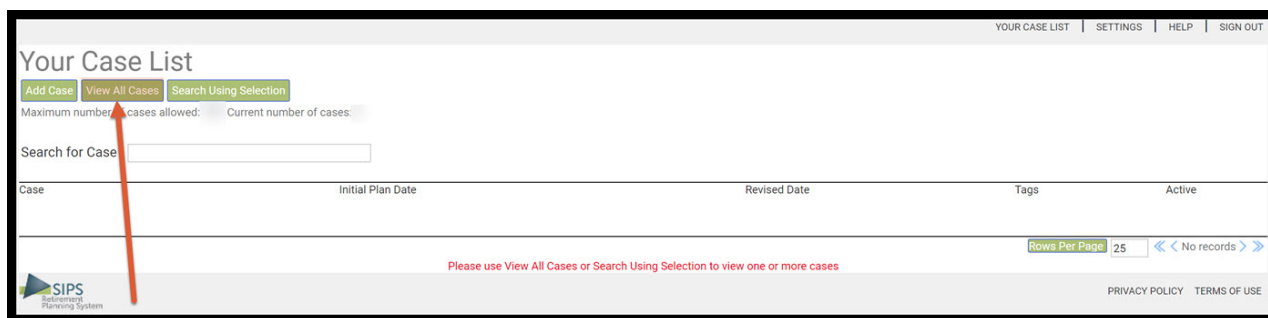 YOUR CASE LIST | SETTINGS | HELP | SIGN OUT
Your Case List
Add Case View All Cases Search Using Selection
Maximum number of cases allowed: Current number of cases:
Search for Case
Case Initial Plan Date Revised Date Tags Active
Rows Per Page 25 No records
Please use View All Cases or Search Using Selection to view one or more cases
SIPS
Retirement
Planning System
PRIVACY POLICY TERMS OF USE